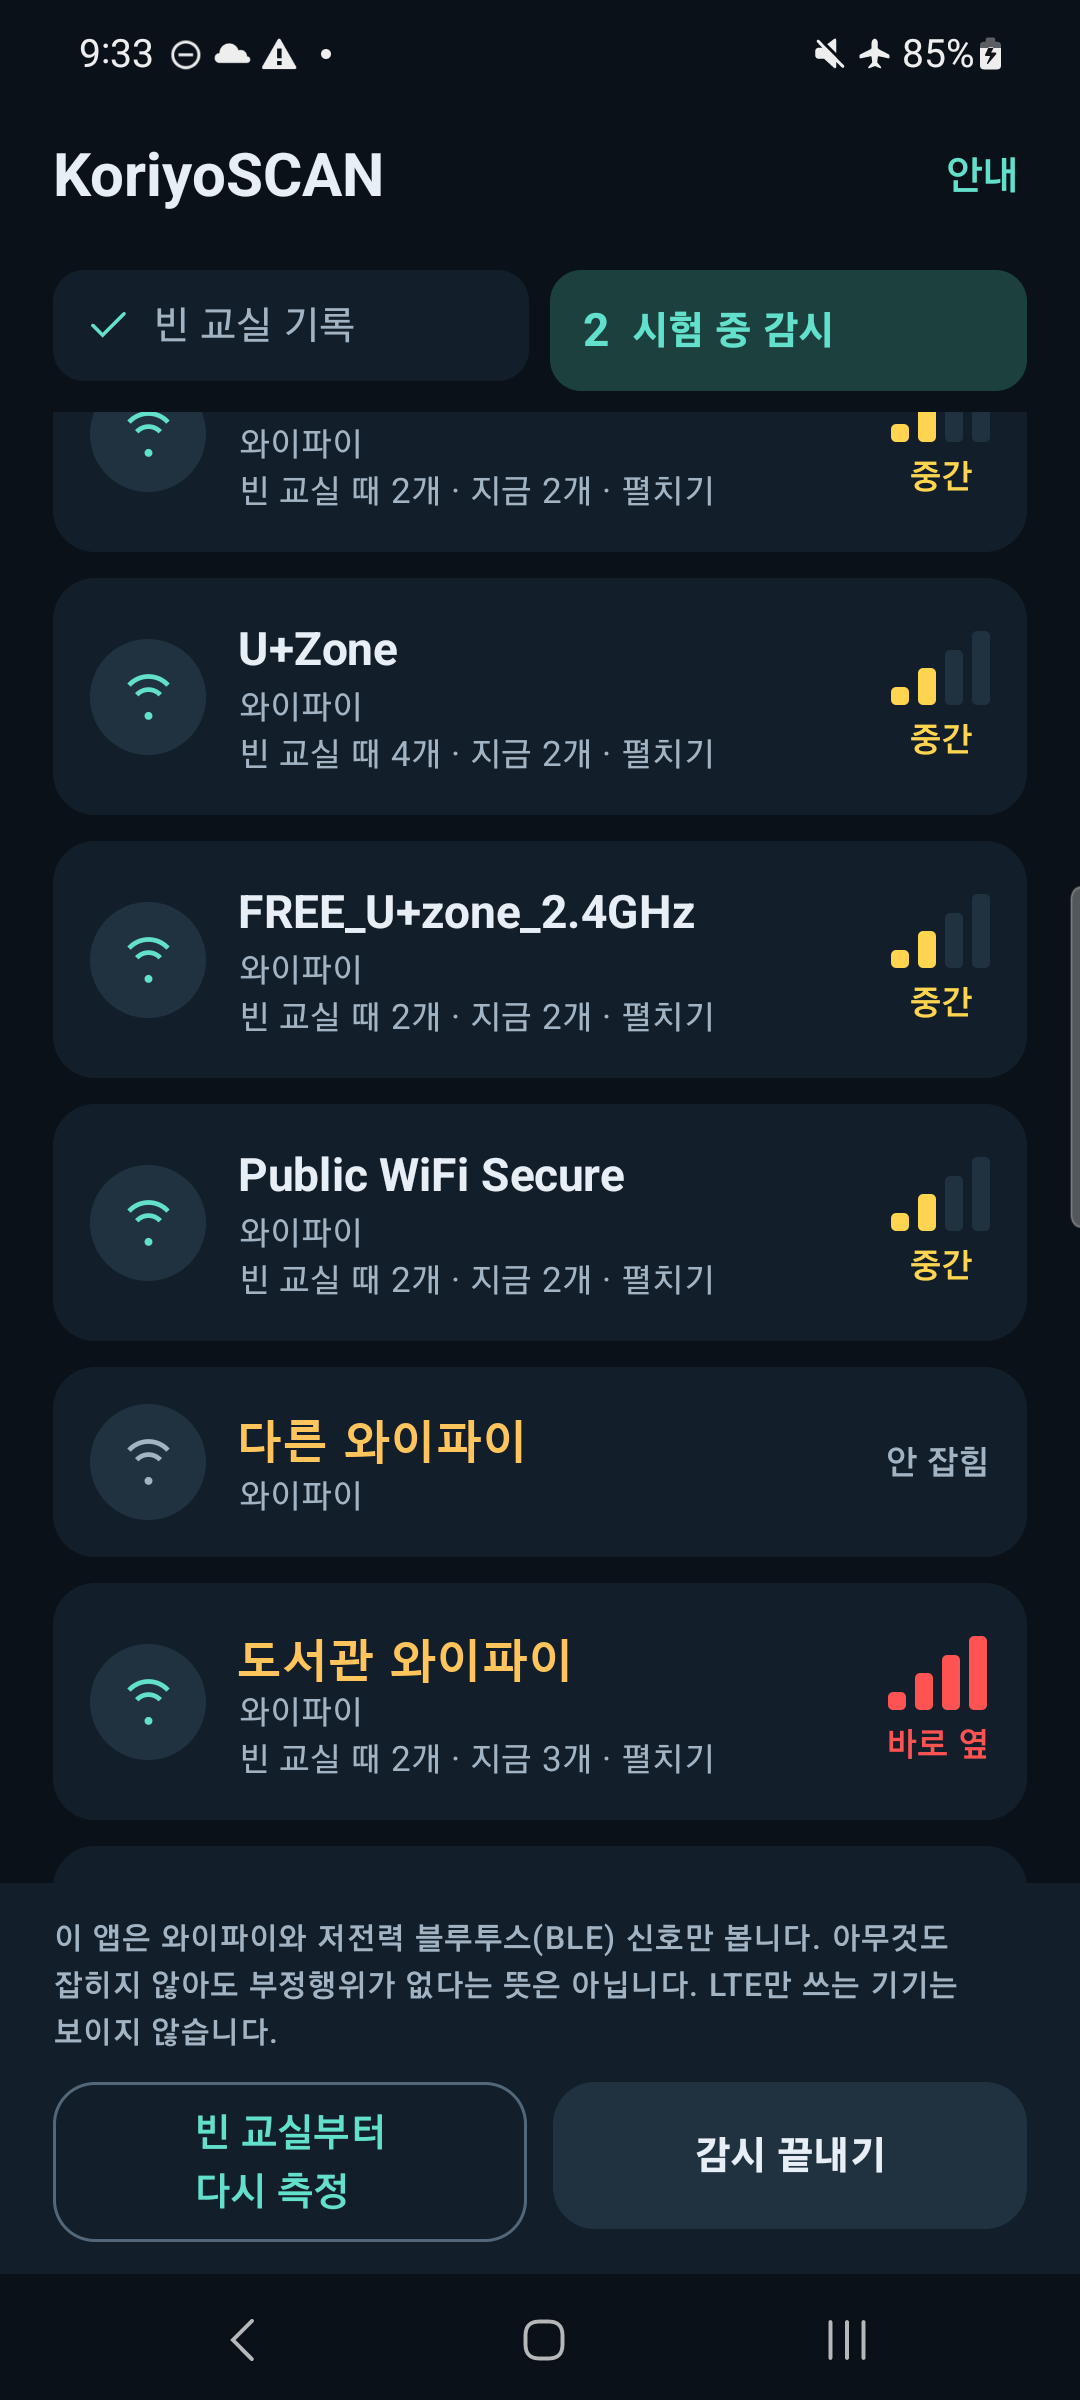 9:33
85%
KoriyoSCAN
안내
빈 교실 기록
2 시험 중 감시
와이파이
빈 교실 때 2개 · 지금 2개 · 펼치기
중간
U+Zone
와이파이
빈 교실 때 4개 · 지금 2개 · 펼치기
중간
FREE_U+zone_2.4GHz
와이파이
빈 교실 때 2개 · 지금 2개 · 펼치기
중간
Public WiFi Secure
와이파이
빈 교실 때 2개 · 지금 2개 · 펼치기
중간
다른 와이파이
와이파이
안 잡힘
도서관 와이파이
와이파이
빈 교실 때 2개 · 지금 3개 · 펼치기
바로 옆
이 앱은 와이파이와 저전력 블루투스(BLE) 신호만 봅니다. 아무것도
잡히지 않아도 부정행위가 없다는 뜻은 아닙니다. LTE만 쓰는 기기는
보이지 않습니다.
빈 교실부터
다시 측정
감시 끝내기